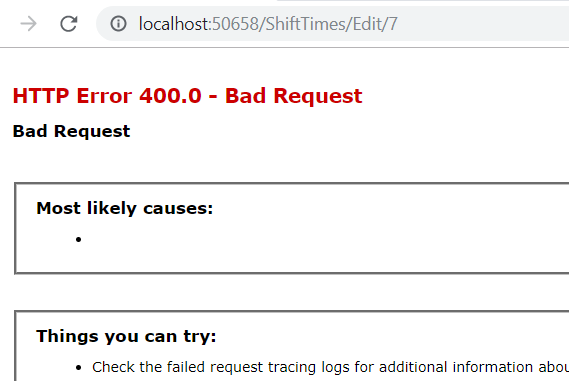 localhost:50658/ShiftTimes/Edit/7
HTTP Error 400.0 - Bad Request
Bad Request
Most likely causes:
Things you can try:
• Check the failed request tracing logs for additional information abou